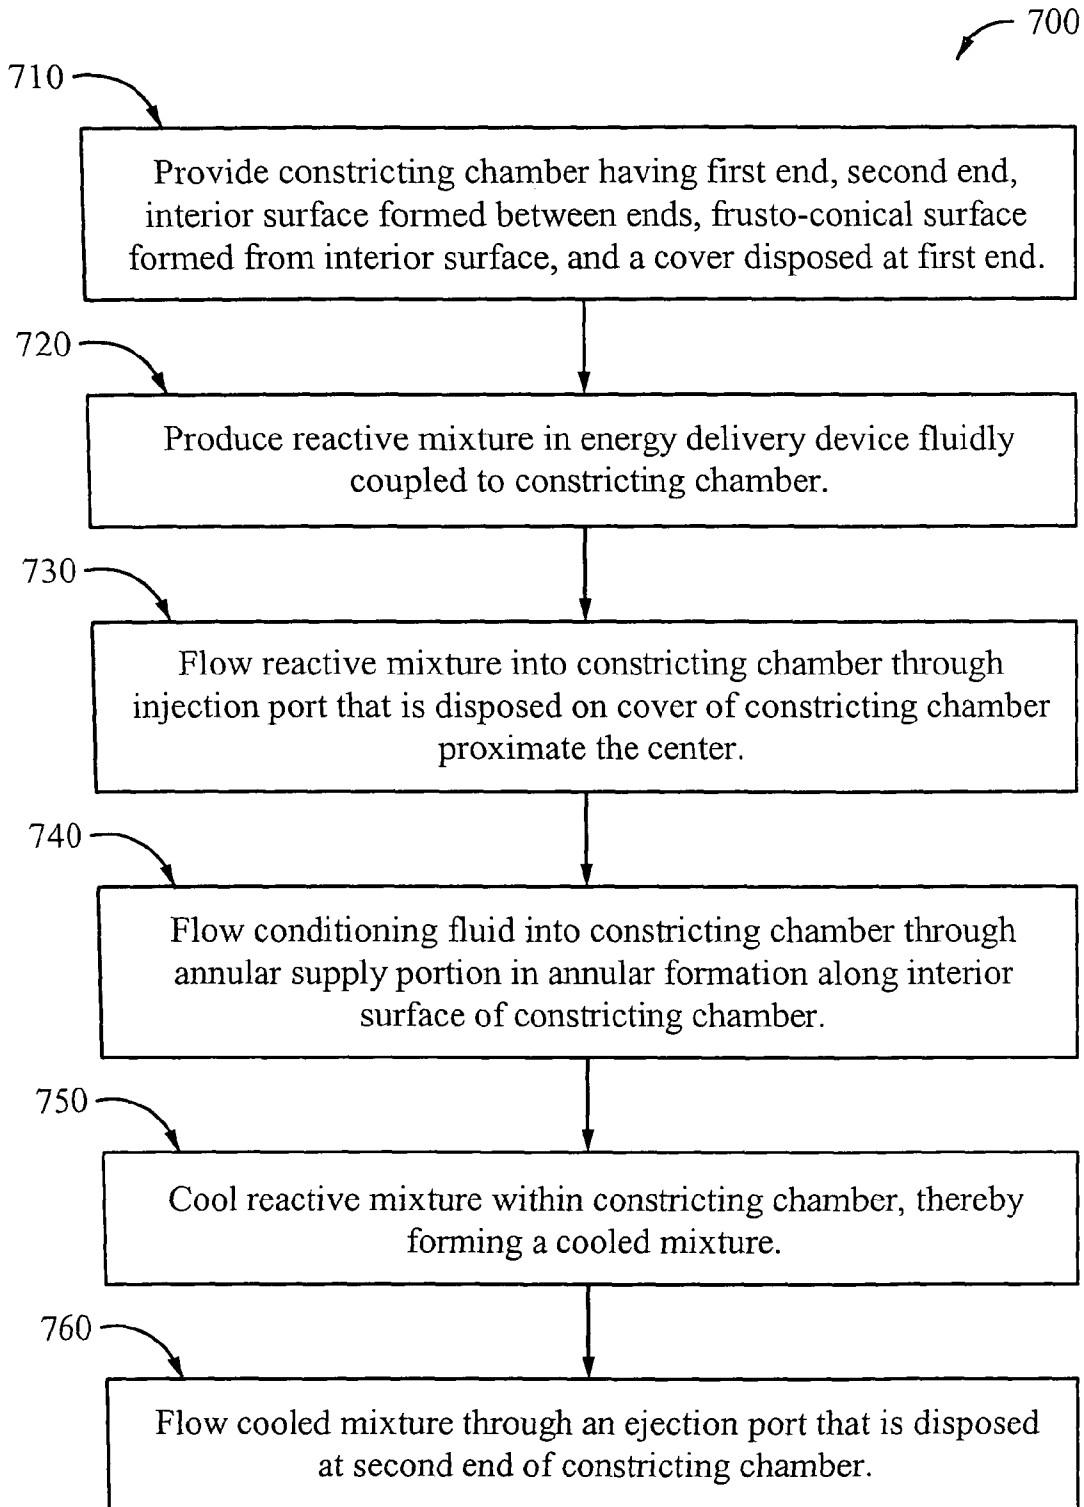 700
710
Provide constricting chamber having first end, second end,
interior surface formed between ends, frusto-conical surface
formed from interior surface, and a cover disposed at first end.
720
Produce reactive mixture in energy delivery device fluidly
coupled to constricting chamber.
730
Flow reactive mixture into constricting chamber through
injection port that is disposed on cover of constricting chamber
proximate the center.
740
Flow conditioning fluid into constricting chamber through
annular supply portion in annular formation along interior
surface of constricting chamber.
750
Cool reactive mixture within constricting chamber, thereby
forming a cooled mixture.
760
Flow cooled mixture through an ejection port that is disposed
at second end of constricting chamber.